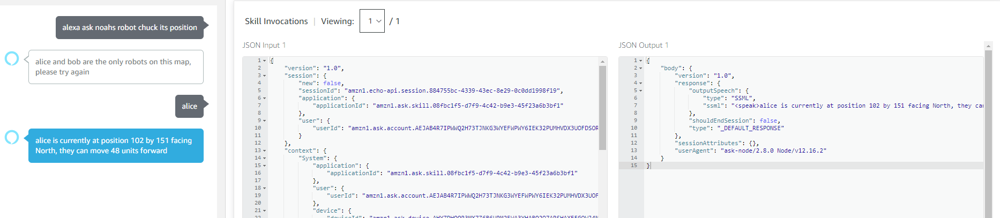 alexa ask noahs robot chuck its position
alice and bob are the only robots on this map,
please try again
alice
alice is currently at position 102 by 151 facing
North, they can move 48 units forward
Skill Invocations | Viewing: 1 / 1
JSON Input 1
1 {
2 "version": "1.0",
3 "session": {
4 "new": false,
5 "sessionId": "amzn1.echo-api.session.884755bc-4339-43ec-8e29-0c0dd1998f19",
6 "application": {
7 "applicationId": "amzn1.ask.skill.08fbc1f5-d7f9-4c42-b9e3-45f23a6b3bf1"
8 },
9 "user": {
10 "userId": "amzn1.ask.account.AEJAB4R7IPWWQ2H73TJNKG3WYEFWPWY6IEK32PUMHVDX3UOFDSOR
11 }
12 },
13 "context": {
14 "System": {
15 "application": {
16 "applicationId": "amzn1.ask.skill.08fbc1f5-d7f9-4c42-b9e3-45f23a6b3bf1"
17 },
18 "user": {
19 "userId": "amzn1.ask.account.AEJAB4R7IPWWQ2H73TJNKG3WYEFWPWY6IEK32PUMHVDX3UOF
20 },
21 "device": {
JSON Output 1
1 {
2 "body": {
3 "version": "1.0",
4 "response": {
5 "outputSpeech": {
6 "type": "SSML",
7 "ssml": "<speak>alice is currently at position 102 by 151 facing North, they ca
8 },
9 "shouldEndSession": false,
10 "type": "_DEFAULT_RESPONSE"
11 },
12 "sessionAttributes": {},
13 "userAgent": "ask-node/2.8.0 Node/v12.16.2"
14 }
15 }